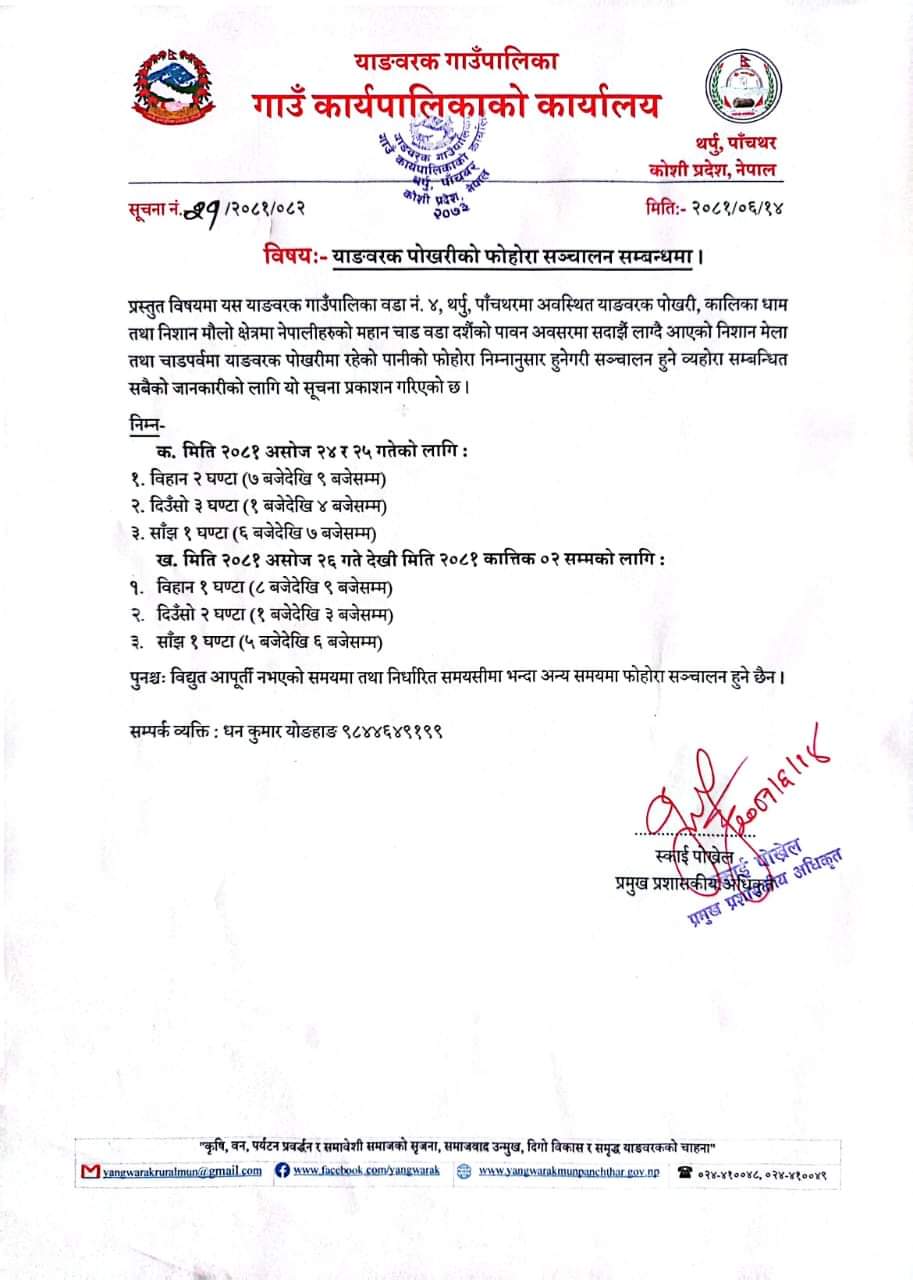 याङवरक गाउँपालिका
गाउँ कार्यपालिकाको कार्यालय
याङवरक गाउँपालिका
गाउँ कार्यपालिकाको कार्यालय
थर्पु, पाँचथर
कोशी प्रदेश, नेपाल
२०७३
थर्पु, पाँचथर
कोशी प्रदेश, नेपाल
सूचना नं. /२०८१/०८२
मिति:- २०८१/०६/१४
विषयः- याङवरक पोखरीको फोहोरा सञ्चालन सम्बन्धमा ।
प्रस्तुत विषयमा यस याङवरक गाउँपालिका वडा नं. ४, थर्पु, पाँचथरमा अवस्थित याङवरक पोखरी, कालिका धाम
तथा निशान मौलो क्षेत्रमा नेपालीहरुको महान चाड वडा दशैंको पावन अवसरमा सदाझैं लाग्दै आएको निशान मेला
तथा चाडपर्वमा याङवरक पोखरीमा रहेको पानीको फोहोरा निम्नानुसार हुनेगरी सञ्चालन हुने व्यहोरा सम्बन्धित
सबैको जानकारीको लागि यो सूचना प्रकाशन गरिएको छ ।
निम्न-
क. मिति २०८१ असोज २४ र २५ गतेको लागि :
१. विहान २ घण्टा (७ बजेदेखि ९ बजेसम्म)
२. दिउँसो ३ घण्टा (१ बजेदेखि ४ बजेसम्म)
३. साँझ १ घण्टा (६ बजेदेखि ७ बजेसम्म)
ख. मिति २०८१ असोज २६ गते देखी मिति २०८१ कात्तिक ०२ सम्मको लागि :
१. विहान १ घण्टा (८ बजेदेखि ९ बजेसम्म)
२. दिउँसो २ घण्टा (१ बजेदेखि ३ बजेसम्म)
३. साँझ १ घण्टा (५ बजेदेखि ६ बजेसम्म)
पुनश्चः विद्युत आपूर्ती नभएको समयमा तथा निर्धारित समयसीमा भन्दा अन्य समयमा फोहोरा सञ्चालन हुने छैन ।
सम्पर्क व्यक्ति : धन कुमार योङहाङ ९८४४६४९१९९
२०८१/६/१४
स्काई पोख्रेल
प्रमुख प्रशासकीय अधिकृत
स्काई पोख्रेल
प्रमुख प्रशासकीय अधिकृत
"कृषि, वन, पर्यटन प्रवर्द्धन र समावेशी समाजको सृजना, समाजवाद उन्मुख, दिगो विकास र समृद्ध याङवरकको चाहना"
yangwarakruralmun@gmail.com www.facebook.com/yangwarak www.yangwarakmunpanchthar.gov.np ०२४-४१००४८, ०२४-४१००४९